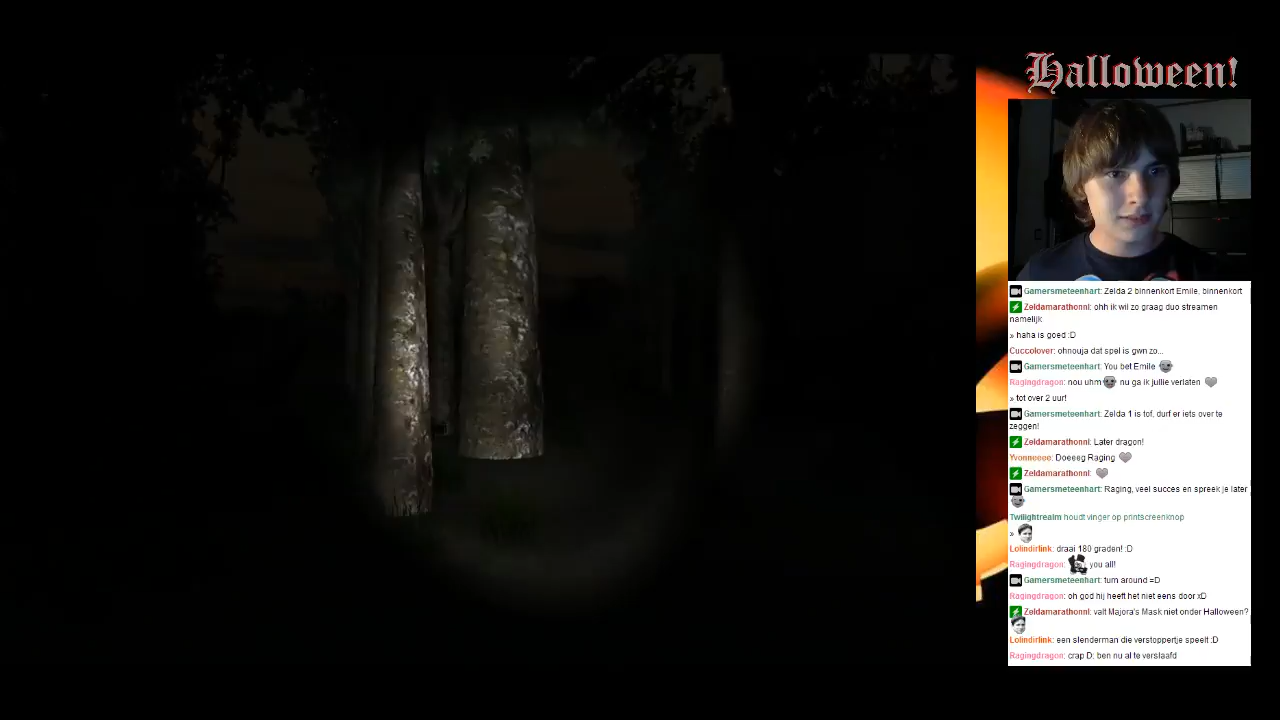 Halloween!
Gamersmeteenhart: Zelda 2 binnenkort Emile, binnenkort
Zeldamarathonnl: ohh ik wil zo graag duo streamen
namelijk
» haha is goed :D
Cuccolover: ohnouja dat spel is gwn zo...
Gamersmeteenhart: You bet Emile
Ragingdragon: nou uhm nu ga ik jullie verlaten
» tot over 2 uur!
Gamersmeteenhart: Zelda 1 is tof, durf er iets over te
zeggen!
Zeldamarathonnl: Later dragon!
Yvonneeee: Doeeeg Raging
Zeldamarathonnl:
Gamersmeteenhart: Raging, veel succes en spreek je later
Twilightrealm houdt vinger op printscreenknop
»
Lolindirlink: draai 180 graden! :D
Ragingdragon: you all!
Gamersmeteenhart: turn around =D
Ragingdragon: oh god hij heeft het niet eens door xD
Zeldamarathonnl: valt Majora's Mask niet onder Halloween?
Lolindirlink: een slenderman die verstoppertje speelt :D
Ragingdragon: crap D: ben nu al te verslaafd